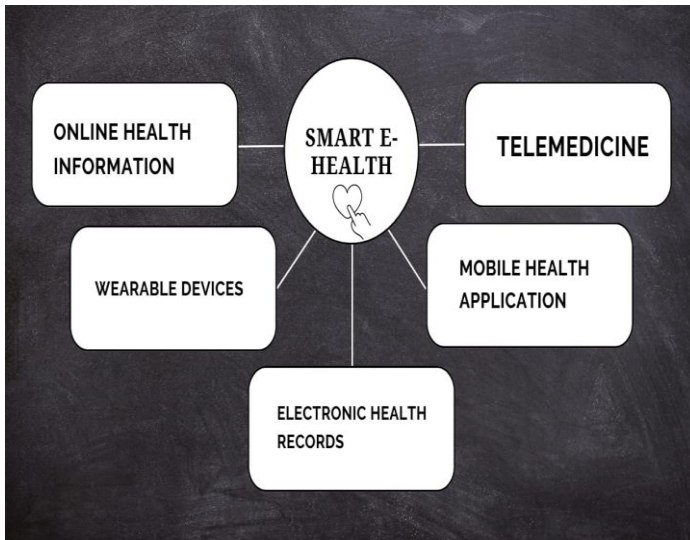 SMART E-
HEALTH
ONLINE HEALTH
INFORMATION
TELEMEDICINE
WEARABLE DEVICES
MOBILE HEALTH
APPLICATION
ELECTRONIC HEALTH
RECORDS